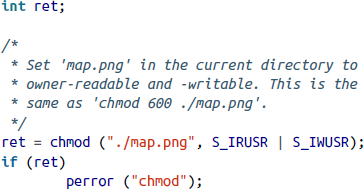 int ret;
/*
 * Set 'map.png' in the current directory to
 * owner-readable and -writable. This is the
 * same as 'chmod 600 ./map.png'.
 */
ret = chmod ("./map.png", S_IRUSR | S_IWUSR);
if (ret)
        perror ("chmod");